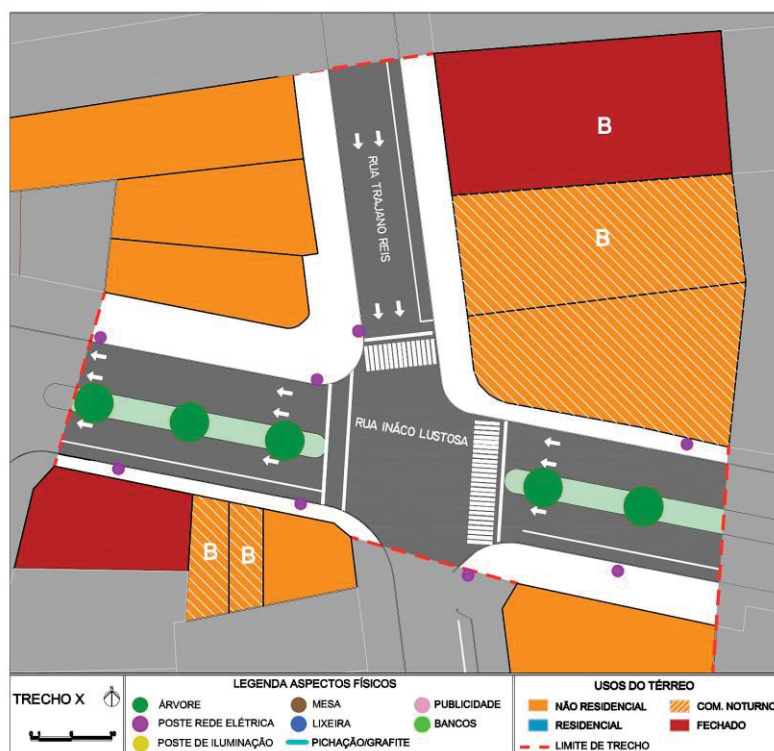 B
B
RUA TRAJANO REIS
RUA INÁCO LUSTOSA
B
B
TRECHO X
LEGENDA ASPECTOS FÍSICOS
ÁRVORE
MESA
PUBLICIDADE
POSTE REDE ELÉTRICA
LIXEIRA
BANCOS
POSTE DE ILUMINAÇÃO
PICHAÇÃO/GRAFITE
USOS DO TÉRREO
NÃO RESIDENCIAL
COM. NOTURNO
RESIDENCIAL
FECHADO
LIMITE DE TRECHO